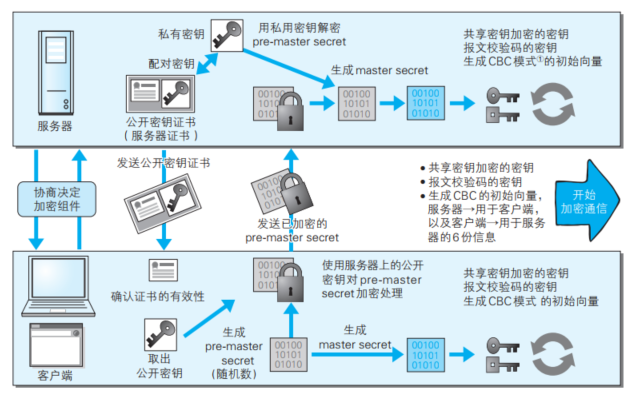 私有密钥
用私用密钥解密
pre-master secret
配对密钥
生成 master secret
共享密钥加密的密钥
报文校验码的密钥
生成 CBC 模式①的初始向量
00100
10101
01010
00100
10101
01010
00100
10101
01010
服务器
公开密钥证书
(服务器证书)
协商决定
加密组件
发送公开密钥证书
00100
10101
01010
发送已加密的
pre-master secret
●共享密钥加密的密钥
●报文校验码的密钥
●生成 CBC 的初始向量,
服务器→用于客户端,
以及客户端→用于服务
器的 6 份信息
开始
加密通信
确认证书的有效性
00100
10101
01010
使用服务器上的公开
密钥对 pre-master
secret 加密处理
共享密钥加密的密钥
报文校验码的密钥
生成 CBC 模式 的初始向量
客户端
取出
公开密钥
生成
pre-master
secret
(随机数)
00100
10101
01010
生成
master secret
00100
10101
01010